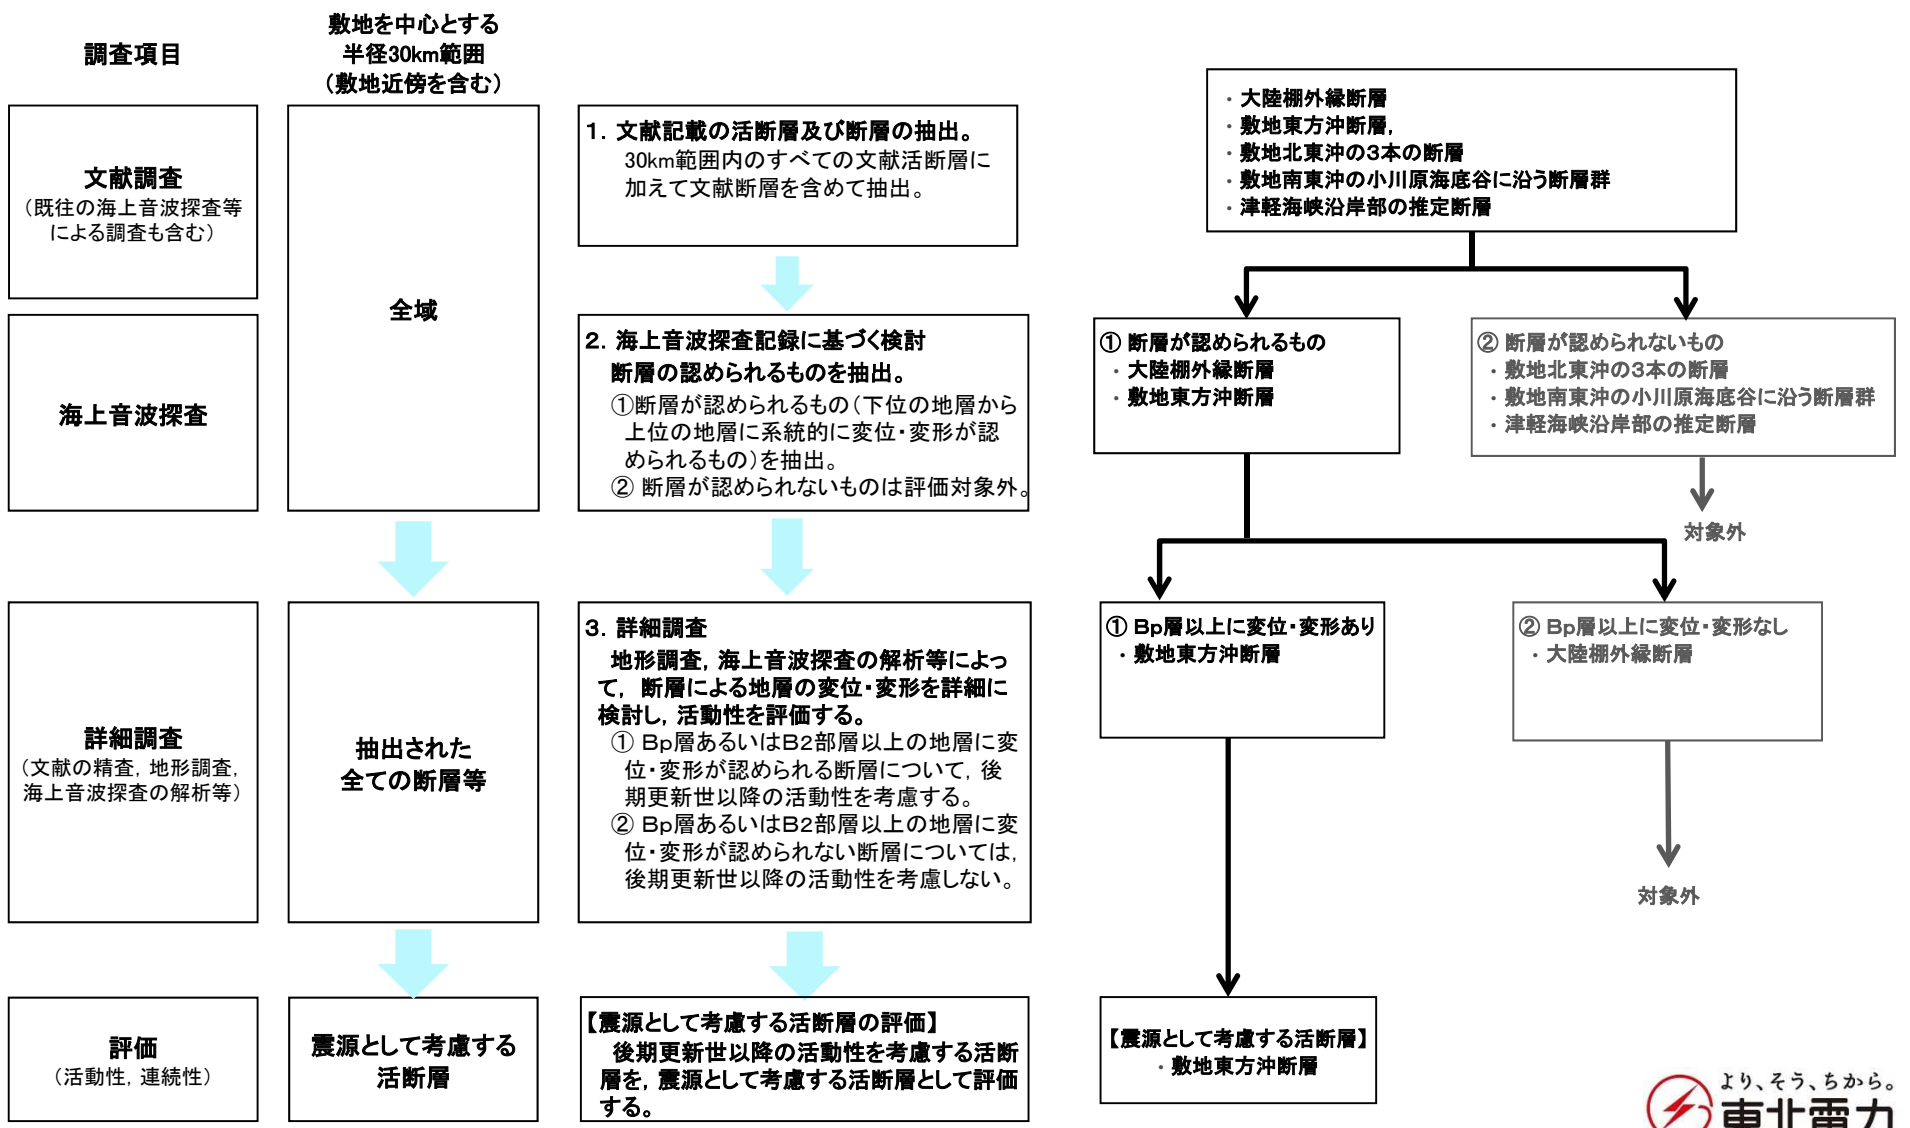 調査項目
敷地を中心とする
半径30km範囲
（敷地近傍を含む）
文献調査
（既往の海上音波探査等
による調査も含む）
海上音波探査
詳細調査
（文献の精査，地形調査，
海上音波探査の解析等）
評価
（活動性，連続性）
全域
抽出された
全ての断層等
震源として考慮する
活断層
１．文献記載の活断層及び断層の抽出。
30km範囲内のすべての文献活断層に
加えて文献断層を含めて抽出。
２．海上音波探査記録に基づく検討
断層の認められるものを抽出。
①断層が認められるもの（下位の地層から
上位の地層に系統的に変位・変形が認
められるもの）を抽出。
② 断層が認められないものは評価対象外。
３．詳細調査
地形調査，海上音波探査の解析等によっ
て， 断層による地層の変位・変形を詳細に
検討し，活動性を評価する。
① Ｂｐ層あるいはＢ２部層以上の地層に変
位・変形が認められる断層について，後
期更新世以降の活動性を考慮する。
② Ｂｐ層あるいはＢ２部層以上の地層に変
位・変形が認められない断層については，
後期更新世以降の活動性を考慮しない。
【震源として考慮する活断層の評価】
後期更新世以降の活動性を考慮する活断
層を，震源として考慮する活断層として評価
する。
・大陸棚外縁断層
・敷地東方沖断層，
・敷地北東沖の３本の断層
・敷地南東沖の小川原海底谷に沿う断層群
・津軽海峡沿岸部の推定断層
① 断層が認められるもの
・大陸棚外縁断層
・敷地東方沖断層
② 断層が認められないもの
・敷地北東沖の３本の断層
・敷地南東沖の小川原海底谷に沿う断層群
・津軽海峡沿岸部の推定断層
対象外
① Ｂｐ層以上に変位・変形あり
・敷地東方沖断層
② Ｂｐ層以上に変位・変形なし
・大陸棚外縁断層
対象外
【震源として考慮する活断層】
・敷地東方沖断層
より、そう、ちから。
東北電力